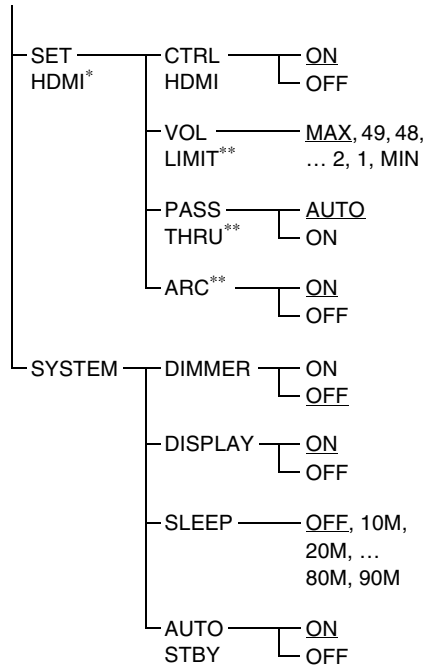 SET HDMI*
CTRL HDMI
ON
OFF
VOL LIMIT**
MAX, 49, 48,
… 2, 1, MIN
PASS THRU**
AUTO
ON
ARC**
ON
OFF
SYSTEM
DIMMER
ON
OFF
DISPLAY
ON
OFF
SLEEP
OFF, 10M,
20M, …
80M, 90M
AUTO STBY
ON
OFF